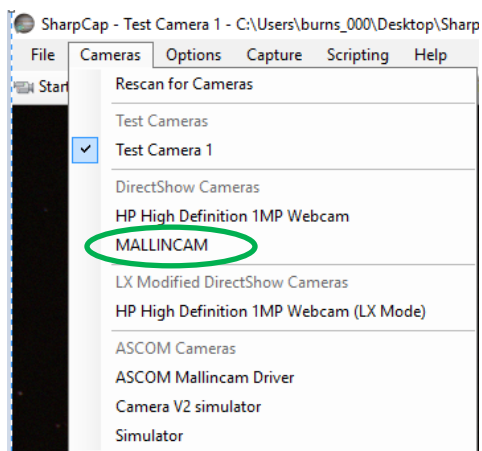 SharpCap - Test Camera 1 - C:\Users\burns_000\Desktop\Sharp
File Cameras Options Capture Scripting Help
Start
Rescan for Cameras
Test Cameras
Test Camera 1
DirectShow Cameras
HP High Definition 1MP Webcam
MALLINCAM
LX Modified DirectShow Cameras
HP High Definition 1MP Webcam (LX Mode)
ASCOM Cameras
ASCOM Mallincam Driver
Camera V2 simulator
Simulator